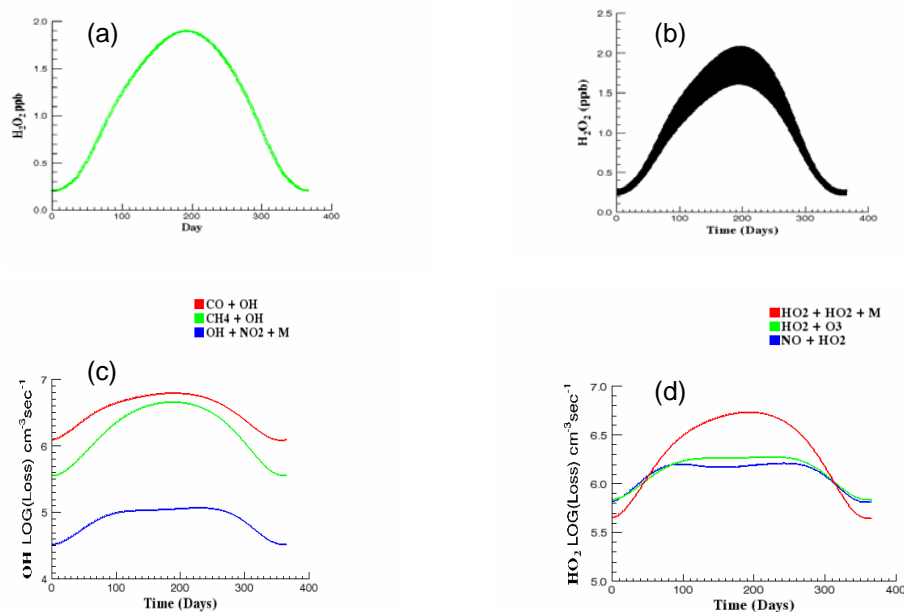 (a)
2.0
1.5
1.0
0.5
0.0
H₂O₂ ppb
0 100 200 300 400
Day
(b)
2.5
2.0
1.5
1.0
0.5
0.0
H₂O₂ (ppb)
0 100 200 300 400
Time (Days)
CO + OH
CH4 + OH
OH + NO2 + M
(c)
7
6
5
4
OH LOG(Loss) cm⁻³sec⁻¹
0 100 200 300 400
Time (Days)
HO2 + HO2 + M
HO2 + O3
NO + HO2
(d)
7.0
6.5
6.0
5.5
5.0
HO₂ LOG(Loss) cm⁻³sec⁻¹
0 100 200 300 400
Time (Days)